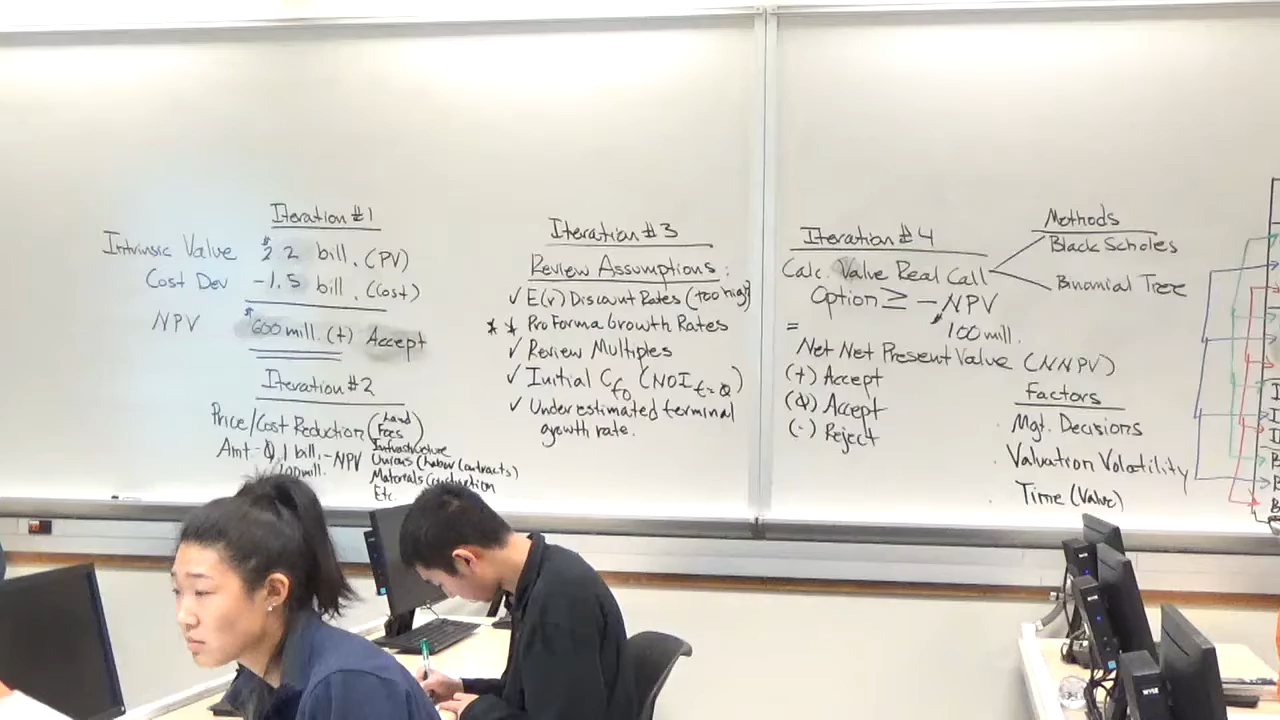 Iteration #1
Intrinsic Value $2.2 bill. (PV)
Cost Dev -1.5 bill. (Cost)
NPV $600 mill. (+) Accept
Iteration #2
Price/Cost Reduction (Land
Fees
Infrastructure
Amt - 0.1 bill. - NPV
Unions (Labor Contracts)
100 mill.
Materials
Etc.
Iteration #3
Review Assumptions:
✓ E(r) Discount Rates (too high)
* * Pro Forma Growth Rates
✓ Review Multiples
✓ Initial Cf0 (NOI t=0)
✓ Underestimated terminal
growth rate.
Iteration #4
Calc. Value Real Call
Option ≥ - NPV
100 mill.
=
Net Net Present Value (NNPV)
(+) Accept
(0) Accept
(-) Reject
Methods
Black Scholes
Binomial Tree
Factors
Mgt. Decisions
Valuation Volatility
Time (Value)